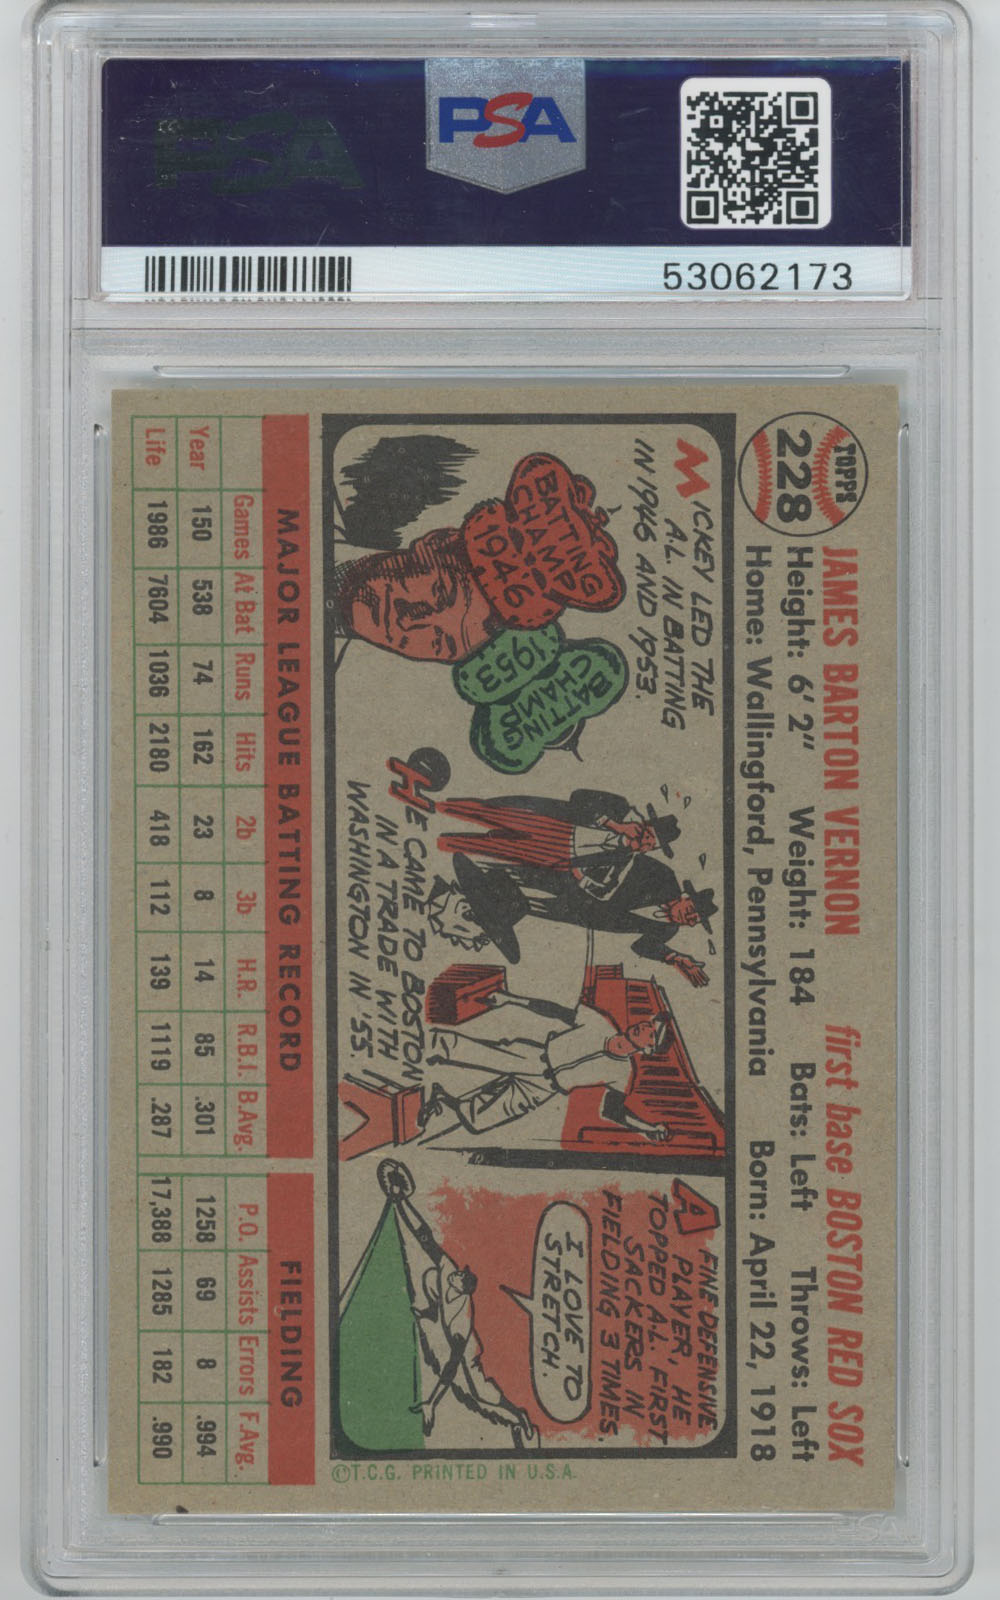 PSA
PSA
53062173
TOPPS
228
JAMES BARTON VERNON first base BOSTON RED SOX
Height: 6' 2" Weight: 184 Bats: Left Throws: Left
Home: Wallingford, Pennsylvania Born: April 22, 1918
MICKEY LED THE
A.L. IN BATTING
IN 1946 AND 1953.
BATTING
CHAMP
1946
BATTING
CHAMP
1953
HE CAME TO BOSTON
IN A TRADE WITH
WASHINGTON IN '55.
A FINE DEFENSIVE
PLAYER, HE
TOPPED A.L. FIRST
SACKERS IN
FIELDING 3 TIMES.
I LOVE TO
STRETCH.
©T.C.G. PRINTED IN U.S.A.
MAJOR LEAGUE BATTING RECORD FIELDING
Games At Bat Runs Hits 2b 3b H.R. R.B.I. B.Avg. P.O. Assists Errors F.Avg.
Year 150 538 74 162 23 8 14 85 .301 1258 69 8 .994
Life 1986 7604 1036 2180 418 112 139 1119 .287 17,388 1285 182 .990
PSA